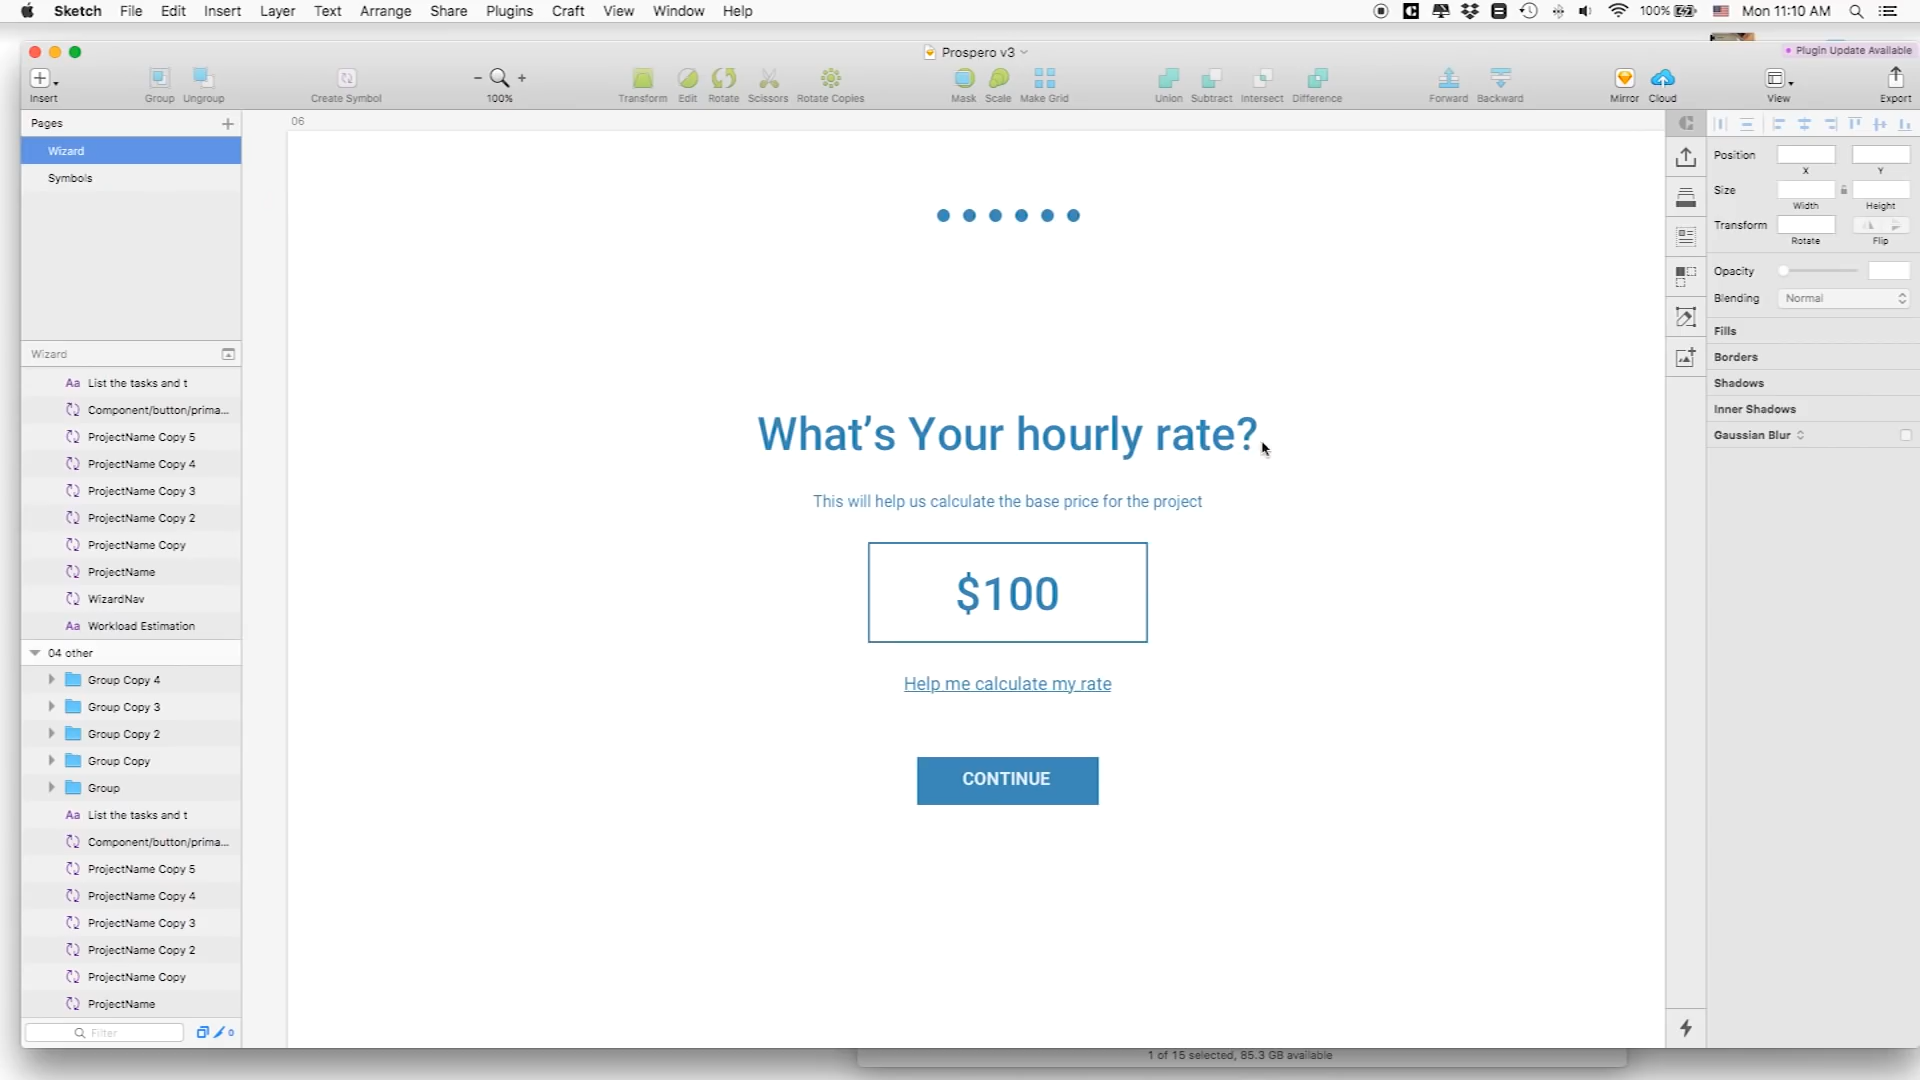 Sketch File Edit Insert Layer Text Arrange Share Plugins Craft View Window Help 100% Mon 11:10 AM
Prospero v3
Plugin Update Available
Insert Group Ungroup Create Symbol 100% Transform Edit Rotate Scissors Rotate Copies Mask Scale Make Grid Union Subtract Intersect Difference Forward Backward Mirror Cloud View Export
Pages
Wizard
Symbols
Wizard
Aa List the tasks and t
Component/button/prima...
ProjectName Copy 5
ProjectName Copy 4
ProjectName Copy 3
ProjectName Copy 2
ProjectName Copy
ProjectName
WizardNav
Aa Workload Estimation
04 other
Group Copy 4
Group Copy 3
Group Copy 2
Group Copy
Group
Aa List the tasks and t
Component/button/prima...
ProjectName Copy 5
ProjectName Copy 4
ProjectName Copy 3
ProjectName Copy 2
ProjectName Copy
ProjectName
Filter 0
06
What’s Your hourly rate?
This will help us calculate the base price for the project
$100
Help me calculate my rate
CONTINUE
Position
X Y
Size
Width Height
Transform
Rotate Flip
Opacity
Blending Normal
Fills
Borders
Shadows
Inner Shadows
Gaussian Blur
1 of 15 selected, 85.3 GB available